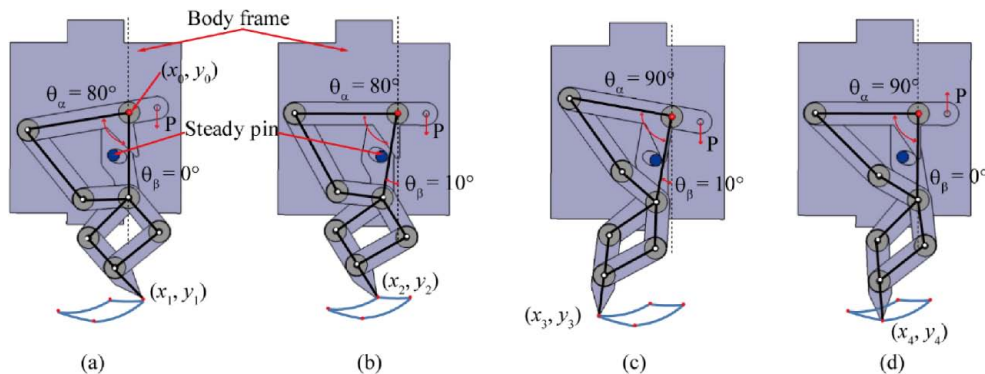 Body frame
(x₀, y₀)
θα = 80°
Steady pin
P
θβ = 0°
(x₁, y₁)
(a)
θα = 80°
P
θβ = 10°
(x₂, y₂)
(b)
θα = 90°
P
θβ = 10°
(x₃, y₃)
(c)
θα = 90°
P
θβ = 0°
(x₄, y₄)
(d)